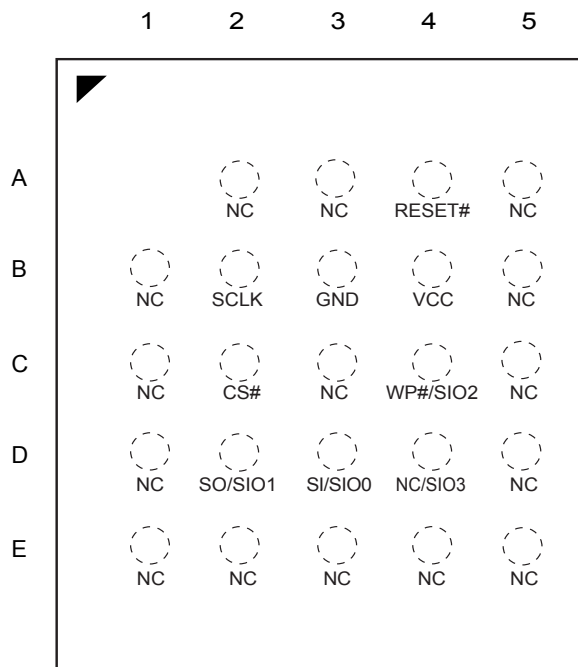 1 2 3 4 5
A
NC NC RESET# NC
B
NC SCLK GND VCC NC
C
NC CS# NC WP#/SIO2 NC
D
NC SO/SIO1 SI/SIO0 NC/SIO3 NC
E
NC NC NC NC NC